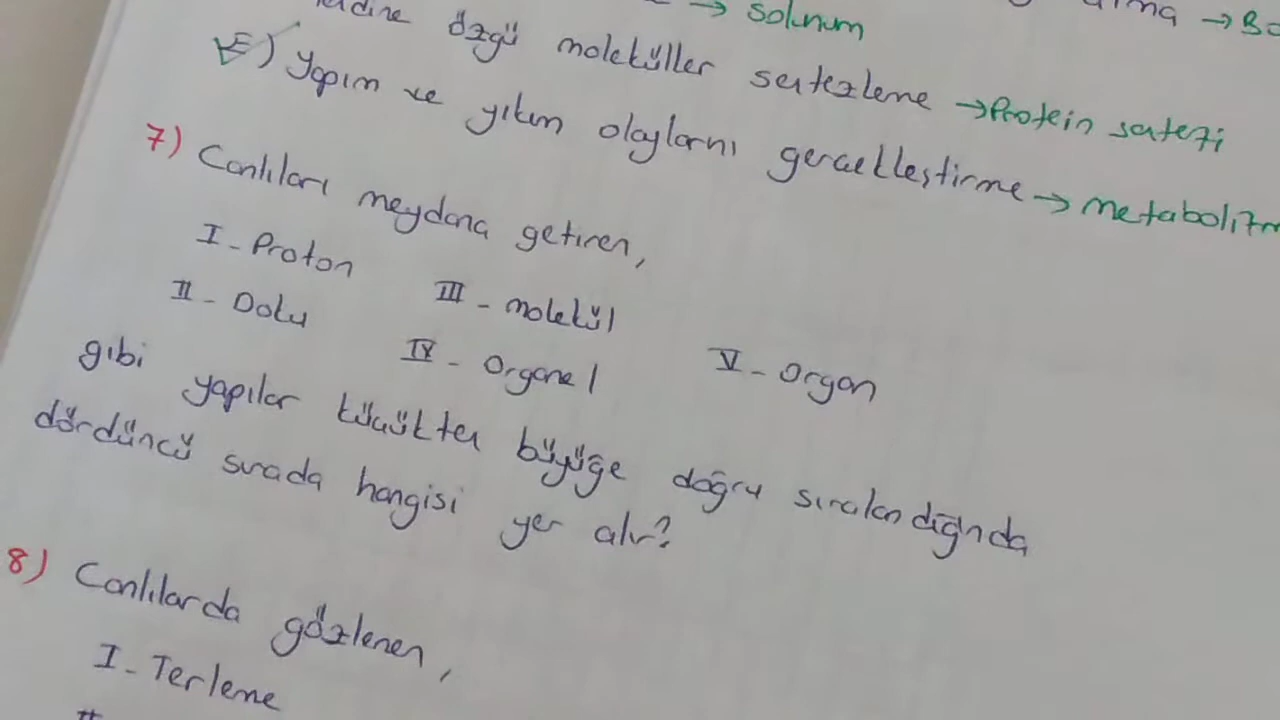 özgü moleküller sentezleme → Protein sentezi
→ solunum
E) Yapım ve yıkım olaylarını gerçekleştirme → metabolizm
7) Canlıları meydana getiren,
I - Proton III - molekül V - Organ
II - Doku IV - Organel
gibi yapılar küçükten büyüğe doğru sıralandığında
dördüncü sırada hangisi yer alır?
8) Canlılarda gözlenen,
I - Terleme